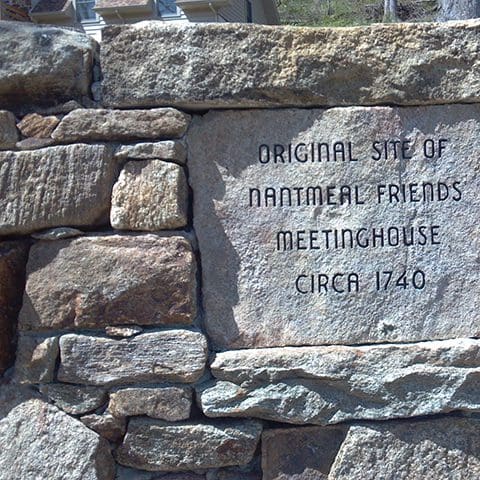 ORIGINAL SITE OF
NANTMEAL FRIENDS
MEETINGHOUSE
CIRCA 1740